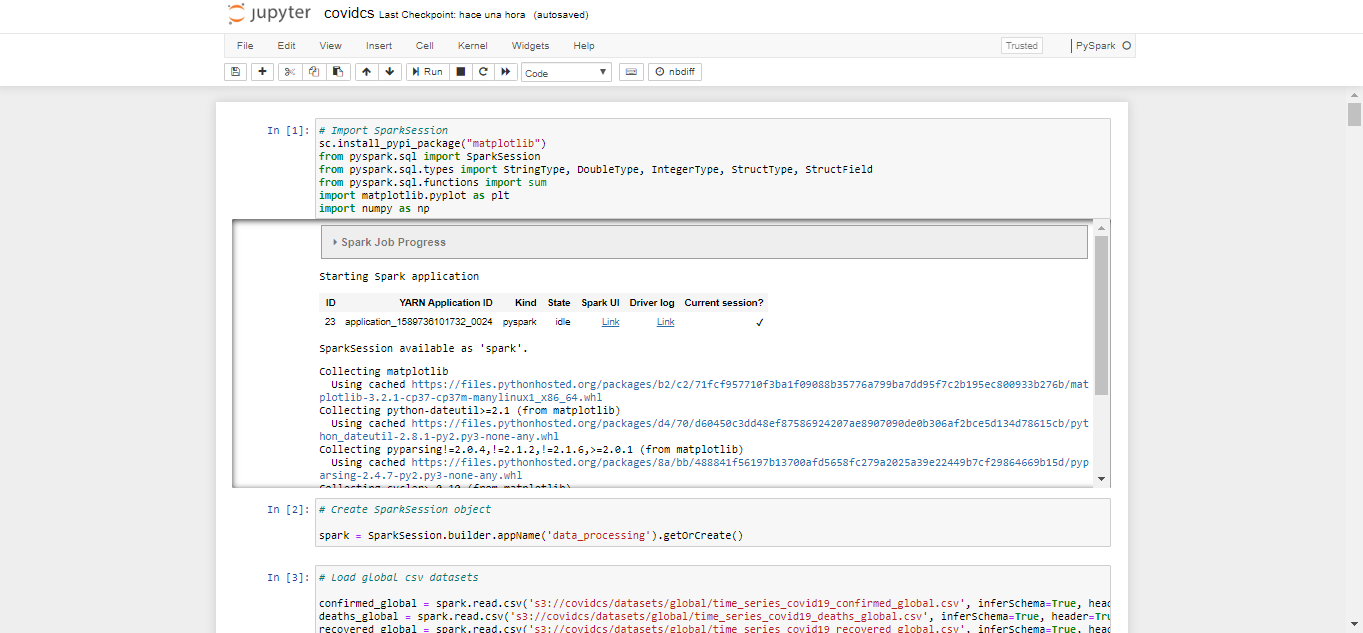 jupyter covidcs Last Checkpoint: hace una hora (autosaved)
File Edit View Insert Cell Kernel Widgets Help Trusted PySpark
Run Code nbdiff
In [1]: # Import SparkSession
sc.install_pypi_package("matplotlib")
from pyspark.sql import SparkSession
from pyspark.sql.types import StringType, DoubleType, IntegerType, StructType, StructField
from pyspark.sql.functions import sum
import matplotlib.pyplot as plt
import numpy as np
Spark Job Progress
Starting Spark application
ID YARN Application ID Kind State Spark UI Driver log Current session?
23 application_1589736101732_0024 pyspark idle Link Link ✓
SparkSession available as 'spark'.
Collecting matplotlib
Using cached https://files.pythonhosted.org/packages/b2/c2/71fcf957710f3ba1f09088b35776a799ba7dd95f7c2b195ec800933b276b/mat
plotlib-3.2.1-cp37-cp37m-manylinux1_x86_64.whl
Collecting python-dateutil>=2.1 (from matplotlib)
Using cached https://files.pythonhosted.org/packages/d4/70/d60450c3dd48ef87586924207ae8907090de0b306af2bce5d134d78615cb/pyt
hon_dateutil-2.8.1-py2.py3-none-any.whl
Collecting pyparsing!=2.0.4,!=2.1.2,!=2.1.6,>=2.0.1 (from matplotlib)
Using cached https://files.pythonhosted.org/packages/8a/bb/488841f56197b13700afd5658fc279a2025a39e22449b7cf29864669b15d/pyp
arsing-2.4.7-py2.py3-none-any.whl
Collecting cycler>=0.10 (from matplotlib)
In [2]: # Create SparkSession object
spark = SparkSession.builder.appName('data_processing').getOrCreate()
In [3]: # Load global csv datasets
confirmed_global = spark.read.csv('s3://covidcs/datasets/global/time_series_covid19_confirmed_global.csv', inferSchema=True, head
deaths_global = spark.read.csv('s3://covidcs/datasets/global/time_series_covid19_deaths_global.csv', inferSchema=True, header=Tru
recovered_global = spark.read.csv('s3://covidcs/datasets/global/time_series_covid19_recovered_global.csv', inferSchema=True, head